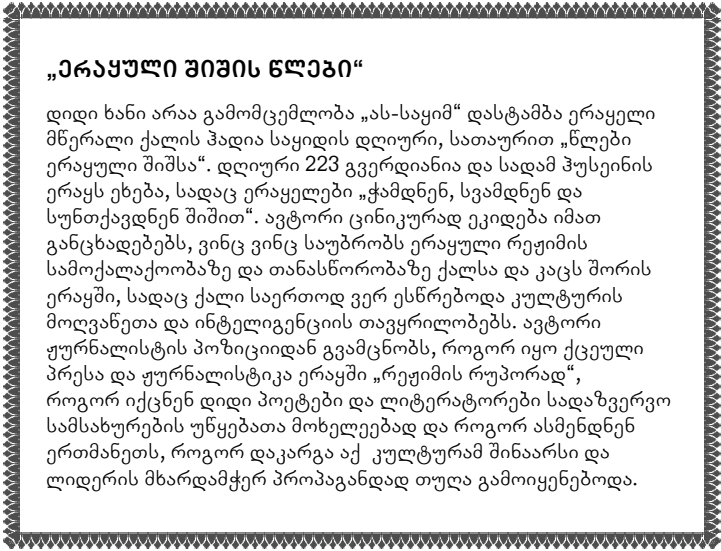 „ერაყული შიშის წლები“
დიდი ხანი არაა გამომცემლობა „ას-საყიმ“ დასტამბა ერაყელი
მწერალი ქალის ჰადია საყიდის დღიური, სათაურით „წლები
ერაყული შიშსა“. დღიური 223 გვერდიანია და სადამ ჰუსეინის
ერაყს ეხება, სადაც ერაყელები „ჭამდნენ, სვამდნენ და
სუნთქავდნენ შიშით“. ავტორი ცინიკურად ეკიდება იმათ
განცხადებებს, ვინც ვინც საუბრობს ერაყული რეჟიმის
სამოქალაქოობაზე და თანასწორობაზე ქალსა და კაცს შორის
ერაყში, სადაც ქალი საერთოდ ვერ ესწრებოდა კულტურის
მოღვაწეთა და ინტელიგენციის თავყრილობებს. ავტორი
ჟურნალისტის პოზიციიდან გვამცნობს, როგორ იყო ქცეული
პრესა და ჟურნალისტიკა ერაყში „რეჟიმის რუპორად“,
როგორ იქცნენ დიდი პოეტები და ლიტერატორები სადაზვერვო
სამსახურების უწყებათა მოხელეებად და როგორ ასმენდნენ
ერთმანეთს, როგორ დაკარგა აქ კულტურამ შინაარსი და
ლიდერის მხარდამჭერ პროპაგანდად თუღა გამოიყენებოდა.